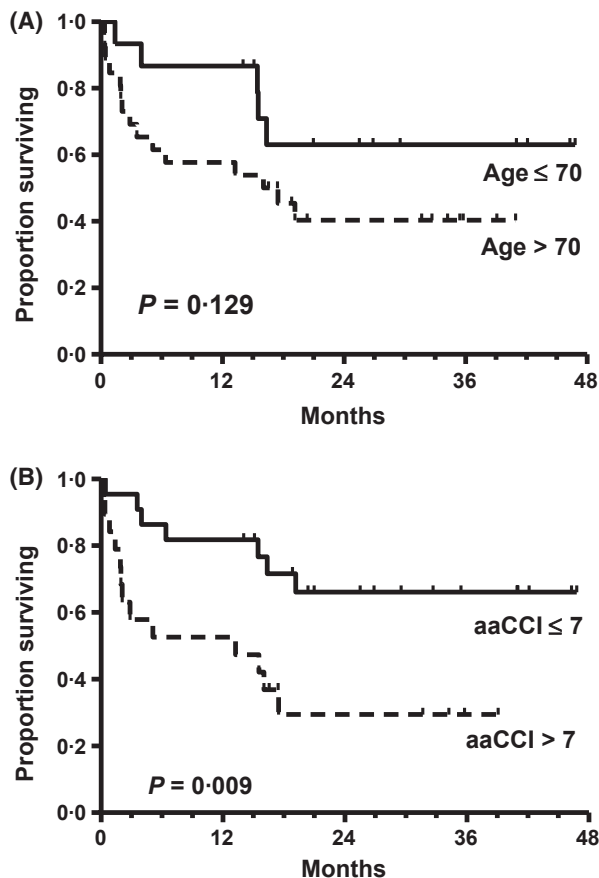 (A)
1·0
0·8
0·6
0·4
0·2
0·0
Proportion surviving
Age ≤ 70
Age > 70
P = 0·129
0 12 24 36 48
Months
(B)
1·0
0·8
0·6
0·4
0·2
0·0
Proportion surviving
aaCCI ≤ 7
aaCCI > 7
P = 0·009
0 12 24 36 48
Months